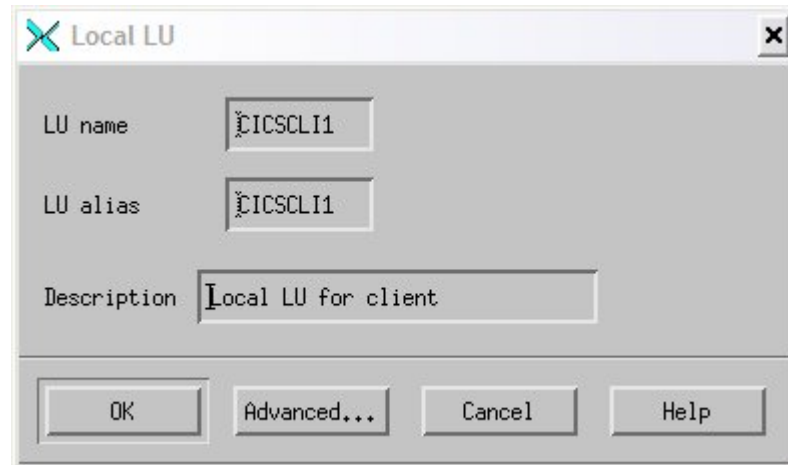 Local LU
LU name CICSCLI1
LU alias CICSCLI1
Description Local LU for client
OK Advanced... Cancel Help